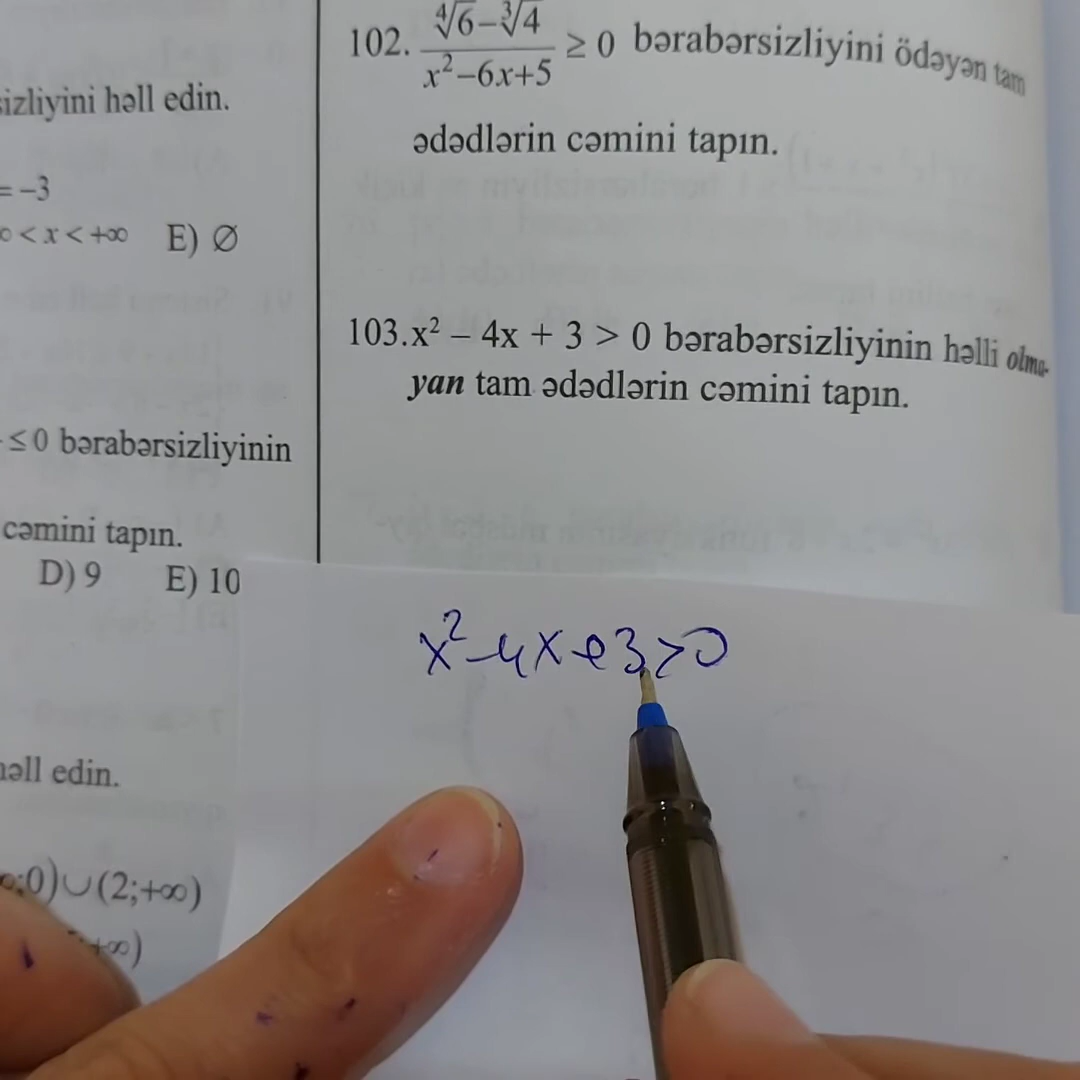 sizliyini həll edin.
= –3
∞ < x < +∞ E) ∅
≤ 0 bərabərsizliyinin
cəmini tapın.
D) 9 E) 10
həll edin.
∞;0)∪(2;+∞)
+∞)
102. (∜6–∛4)/(x²–6x+5) ≥ 0 bərabərsizliyini ödəyən tam
ədədlərin cəmini tapın.
103.x² – 4x + 3 > 0 bərabərsizliyinin həlli olma-
yan tam ədədlərin cəmini tapın.
x²-4x+3>0